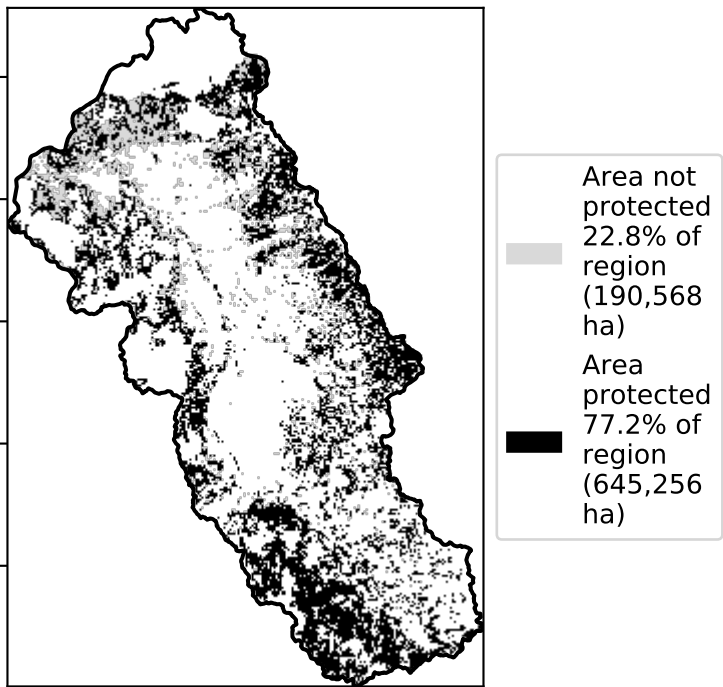 Area not
protected
22.8% of
region
(190,568
ha)
Area
protected
77.2% of
region
(645,256
ha)